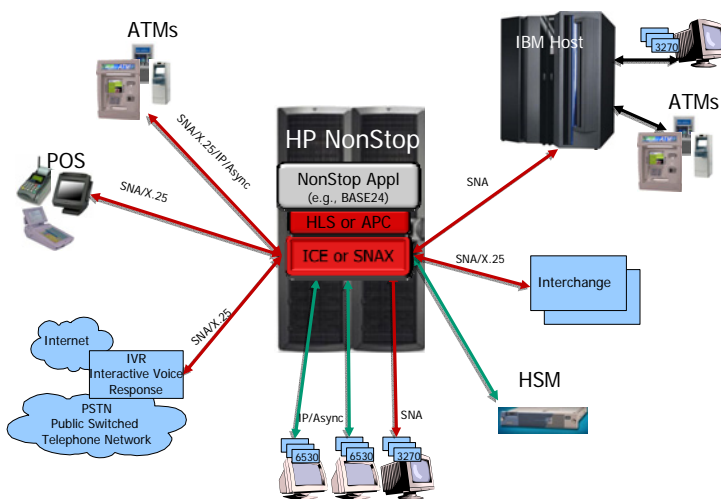 ATMs
IBM Host
3270
SNA/X.25/IP/Async
HP NonStop
ATMs
POS
SNA/X.25
NonStop Appl
(e.g., BASE24)
SNA
HLS or APC
ICE or SNAX
SNA/X.25
Interchange
SNA/X.25
Internet
IVR
Interactive Voice
Response
HSM
PSTN
Public Switched
Telephone Network
IP/Async
SNA
6530
6530
3270